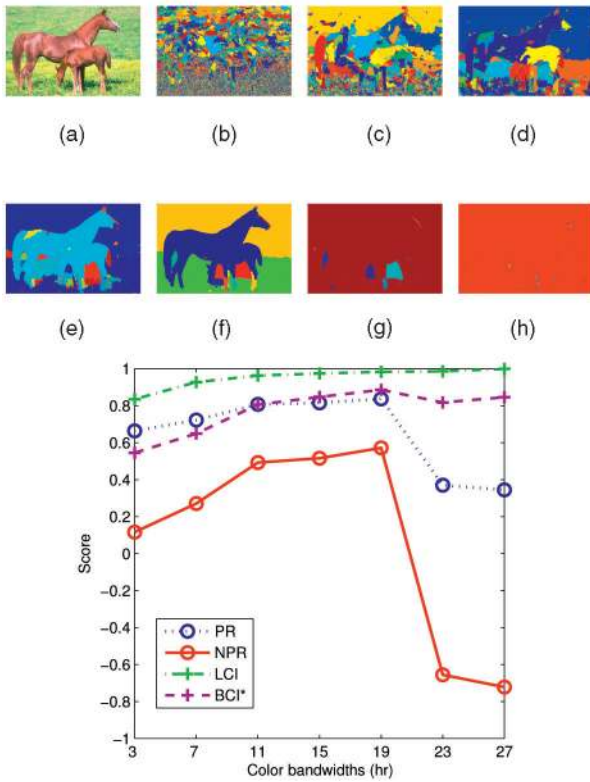 (a) (b) (c) (d)
(e) (f) (g) (h)
1
0.8
0.6
0.4
0.2
0
−0.2
−0.4
−0.6
−0.8
−1
Score
PR
NPR
LCI
BCI*
3 7 11 15 19 23 27
Color bandwidths (hr)